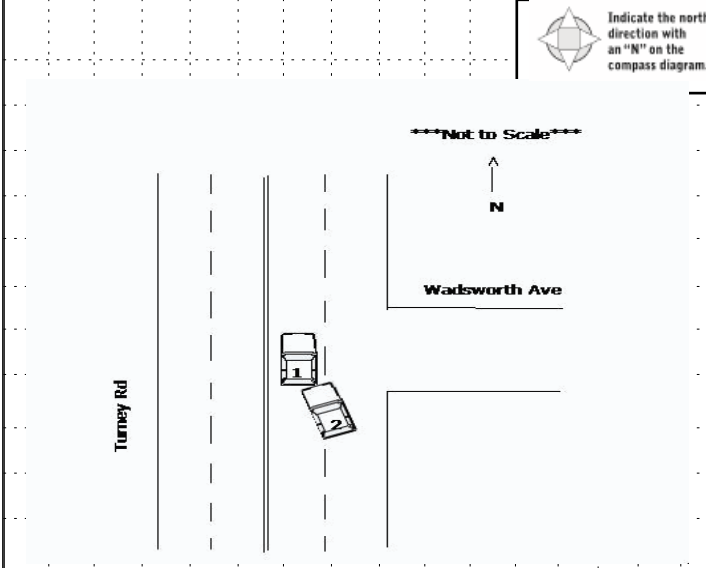 Indicate the north
direction with
an "N" on the
compass diagram.
***Not to Scale***
N
Wadsworth Ave
1
Turney Rd
2